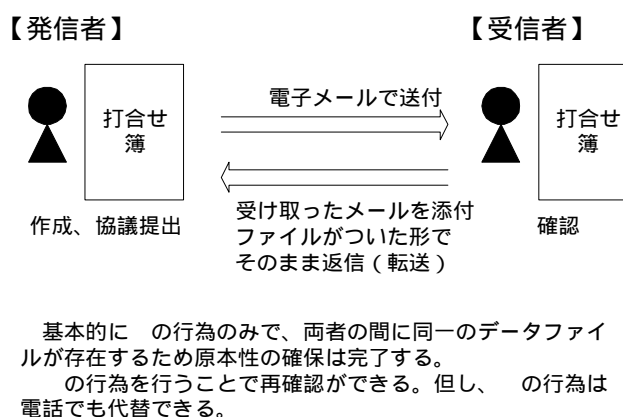 【発信者】
【受信者】
電子メールで送付
打合せ
簿
打合せ
簿
受け取ったメールを添付
ファイルがついた形で
そのまま返信(転送)
作成、協議提出
確認
基本的に　の行為のみで、両者の間に同一のデータファイ
ルが存在するため原本性の確保は完了する。
の行為を行うことで再確認ができる。但し、　の行為は
電話でも代替できる。